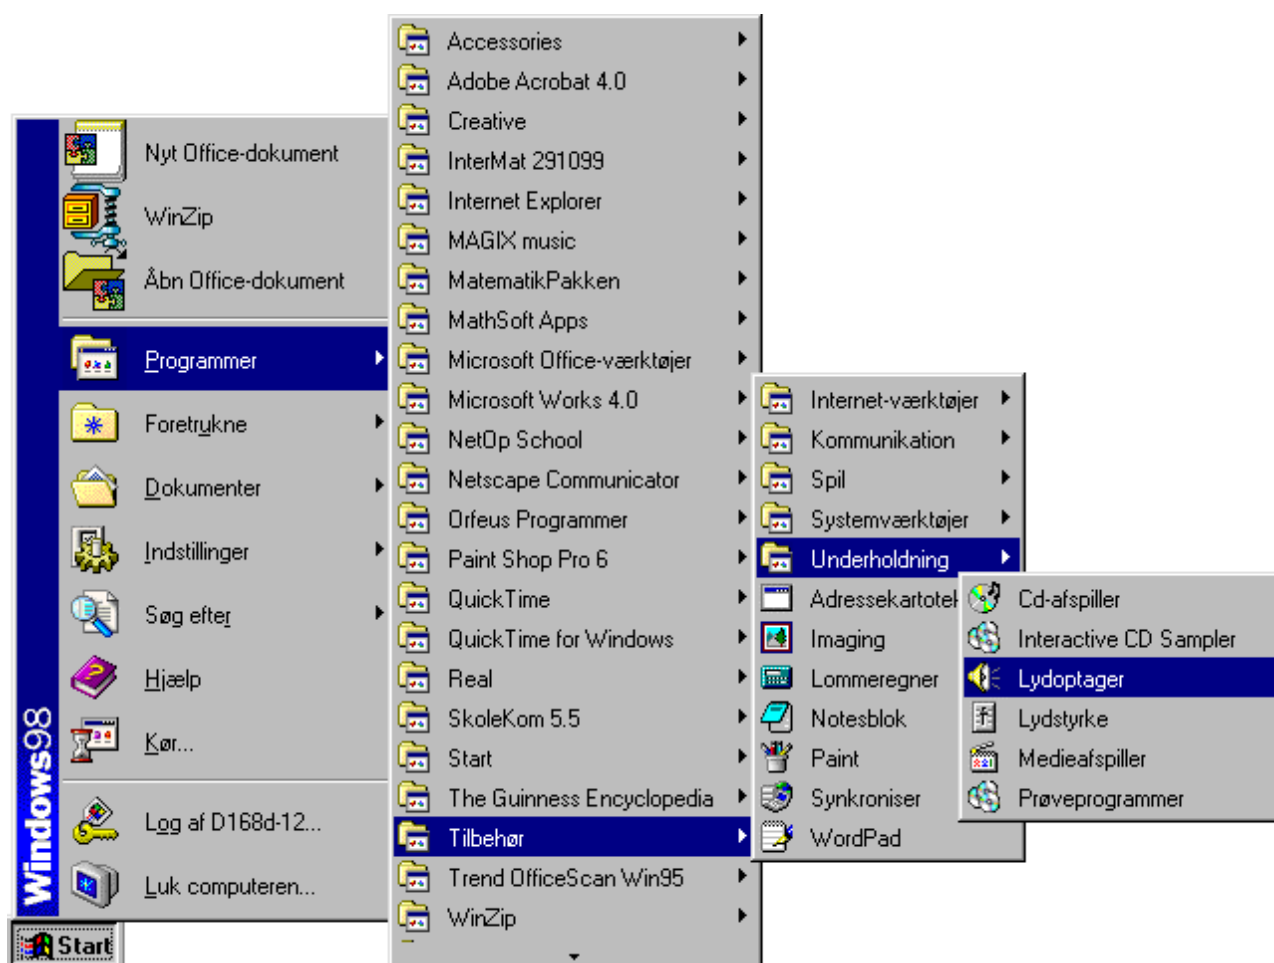 Nyt Office-dokument
WinZip
Åbn Office-dokument
Programmer
Foretrukne
Dokumenter
Indstillinger
Søg efter
Hjælp
Kør...
Log af D168d-12...
Luk computeren...
Windows98
Start
Accessories
Adobe Acrobat 4.0
Creative
InterMat 291099
Internet Explorer
MAGIX music
MatematikPakken
MathSoft Apps
Microsoft Office-værktøjer
Microsoft Works 4.0
NetOp School
Netscape Communicator
Orfeus Programmer
Paint Shop Pro 6
QuickTime
QuickTime for Windows
Real
SkoleKom 5.5
Start
The Guinness Encyclopedia
Tilbehør
Trend OfficeScan Win95
WinZip
Internet-værktøjer
Kommunikation
Spil
Systemværktøjer
Underholdning
Adressekartotek
Imaging
Lommeregner
Notesblok
Paint
Synkroniser
WordPad
Cd-afspiller
Interactive CD Sampler
Lydoptager
Lydstyrke
Medieafspiller
Prøveprogrammer